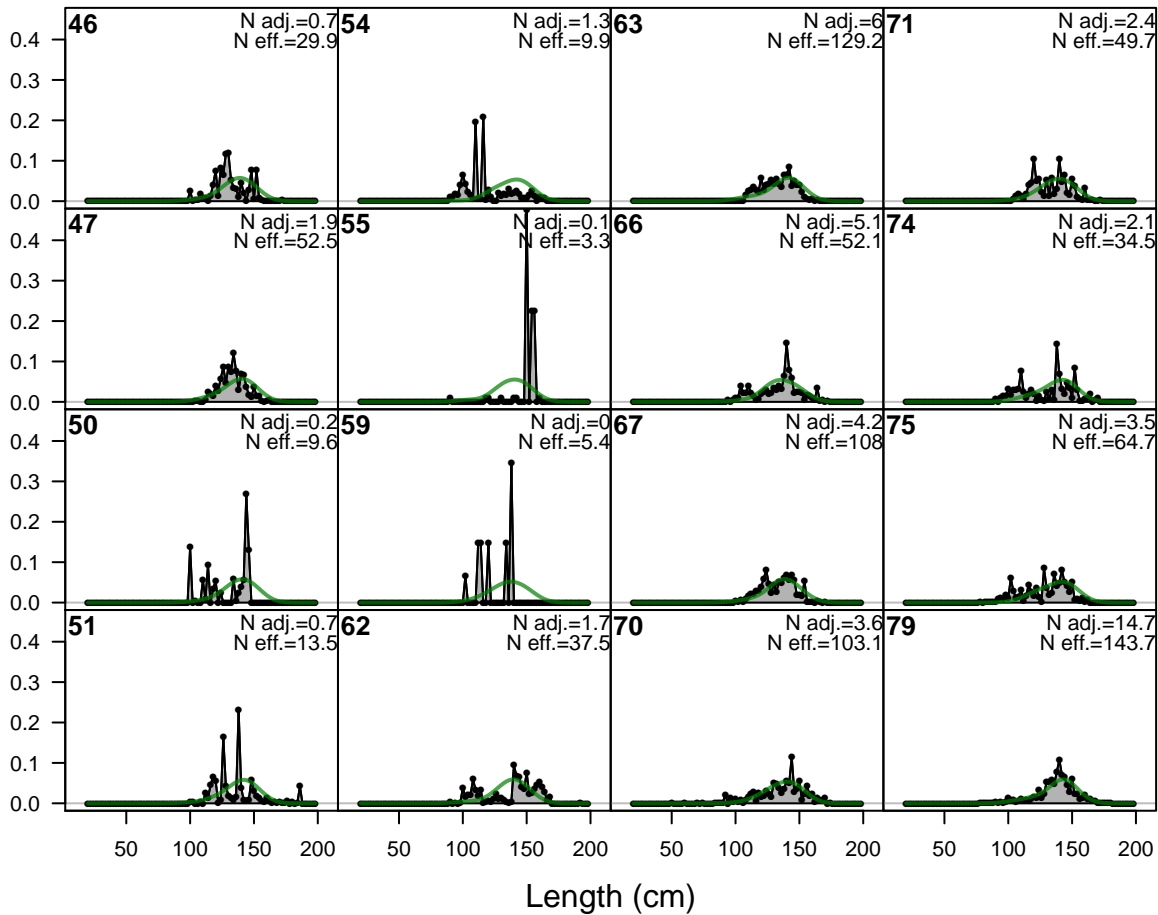 46 N adj.=0.7 54 N adj.=1.3 63 N adj.=6 71 N adj.=2.4
N eff.=29.9 N eff.=9.9 N eff.=129.2 N eff.=49.7
0.4
0.3
0.2
0.1
0.0
47 N adj.=1.9 55 N adj.=0.1 66 N adj.=5.1 74 N adj.=2.1
N eff.=52.5 N eff.=3.3 N eff.=52.1 N eff.=34.5
0.4
0.3
0.2
0.1
0.0
50 N adj.=0.2 59 N adj.=0 67 N adj.=4.2 75 N adj.=3.5
N eff.=9.6 N eff.=5.4 N eff.=108 N eff.=64.7
0.4
0.3
0.2
0.1
0.0
51 N adj.=0.7 62 N adj.=1.7 70 N adj.=3.6 79 N adj.=14.7
N eff.=13.5 N eff.=37.5 N eff.=103.1 N eff.=143.7
0.4
0.3
0.2
0.1
0.0
50 100 150 200 50 100 150 200 50 100 150 200 50 100 150 200
Length (cm)